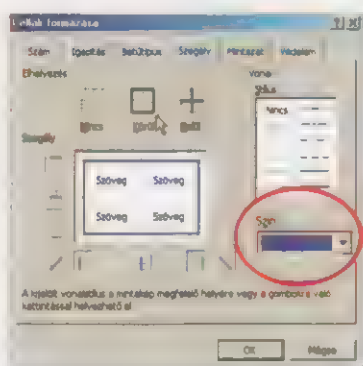 Cellák formázása
Szám Igazítás Betűtípus Szegély Mintázat Védelem
Elhelyezés
Vonal
Stílus
Nincs
Nincs Körül Belül
Szegély
Szöveg Szöveg
Szöveg Szöveg
Szín
A kijelölt vonalstílus a mintakép megfelelő helyére vagy a gombokra való
kattintással helyezhető el.
OK Mégse